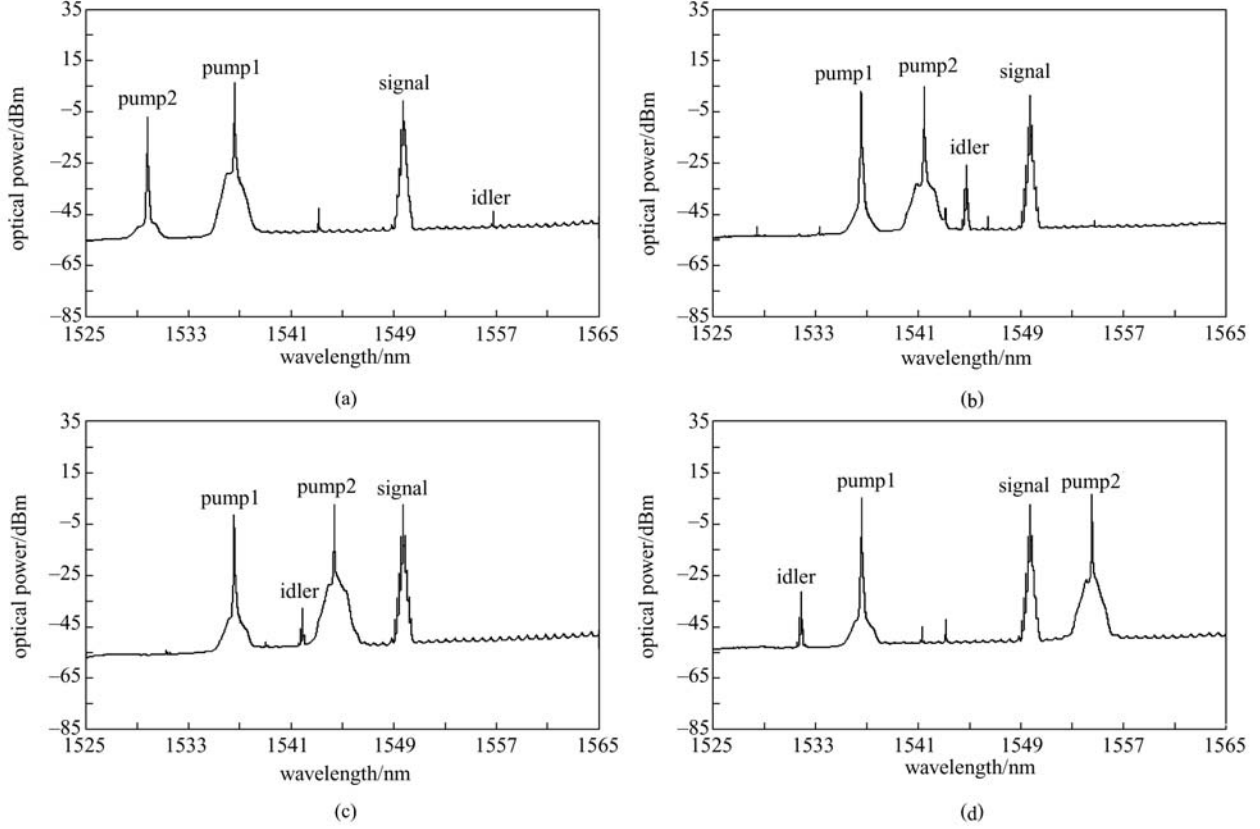 35
15
−5
−25
−45
−65
−85
optical power/dBm
pump2
pump1
signal
idler
1525 1533 1541 1549 1557 1565
wavelength/nm
(a)
35
15
−5
−25
−45
−65
−85
optical power/dBm
pump1
pump2
signal
idler
1525 1533 1541 1549 1557 1565
wavelength/nm
(b)
35
15
−5
−25
−45
−65
−85
optical power/dBm
pump1
pump2
signal
idler
1525 1533 1541 1549 1557 1565
wavelength/nm
(c)
35
15
−5
−25
−45
−65
−85
optical power/dBm
pump1
signal
pump2
idler
1525 1533 1541 1549 1557 1565
wavelength/nm
(d)